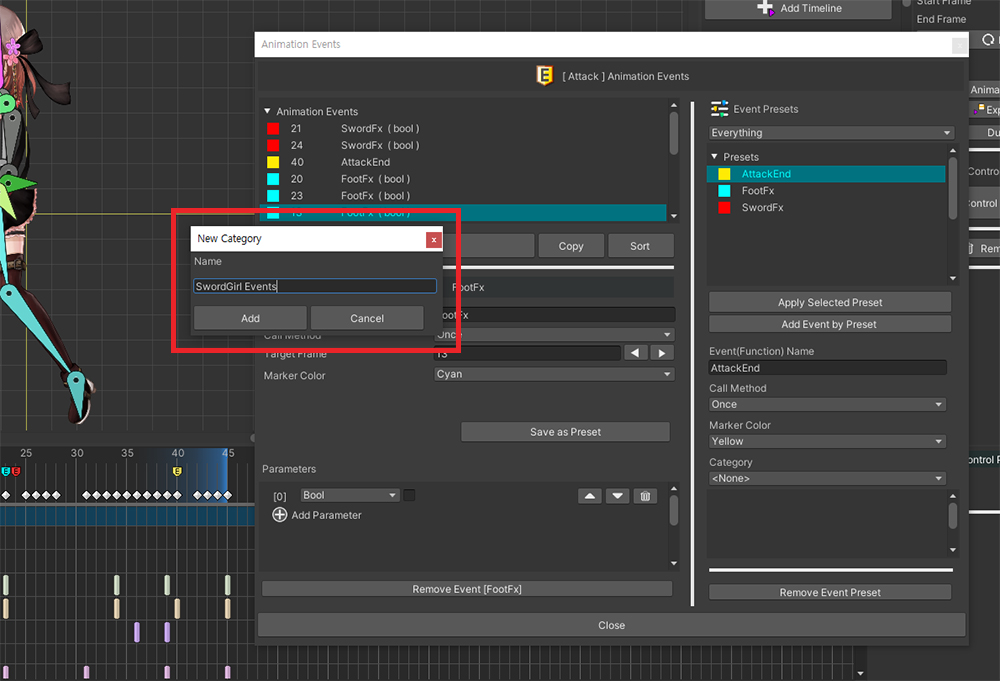 Add Timeline
Start Frame
End Frame
Animation Events
[ Attack ] Animation Events
Animation Events
21 SwordFx ( bool )
24 SwordFx ( bool )
40 AttackEnd
20 FootFx ( bool )
23 FootFx ( bool )
13 FootFx ( bool )
Copy
Sort
New Category
x
Name
SwordGirl Events
Add
Cancel
FootFx
FootFx
Call Method
Once
Target Frame
13
Marker Color
Cyan
Save as Preset
Parameters
[0]
Bool
Add Parameter
Remove Event [FootFx]
Event Presets
Everything
Presets
AttackEnd
FootFx
SwordFx
Apply Selected Preset
Add Event by Preset
Event(Function) Name
AttackEnd
Call Method
Once
Marker Color
Yellow
Category
<None>
Remove Event Preset
Close
25 30 35 40 45
E E E
Anima
Exp
Du
Contro
ontrol
Rem
ontrol P